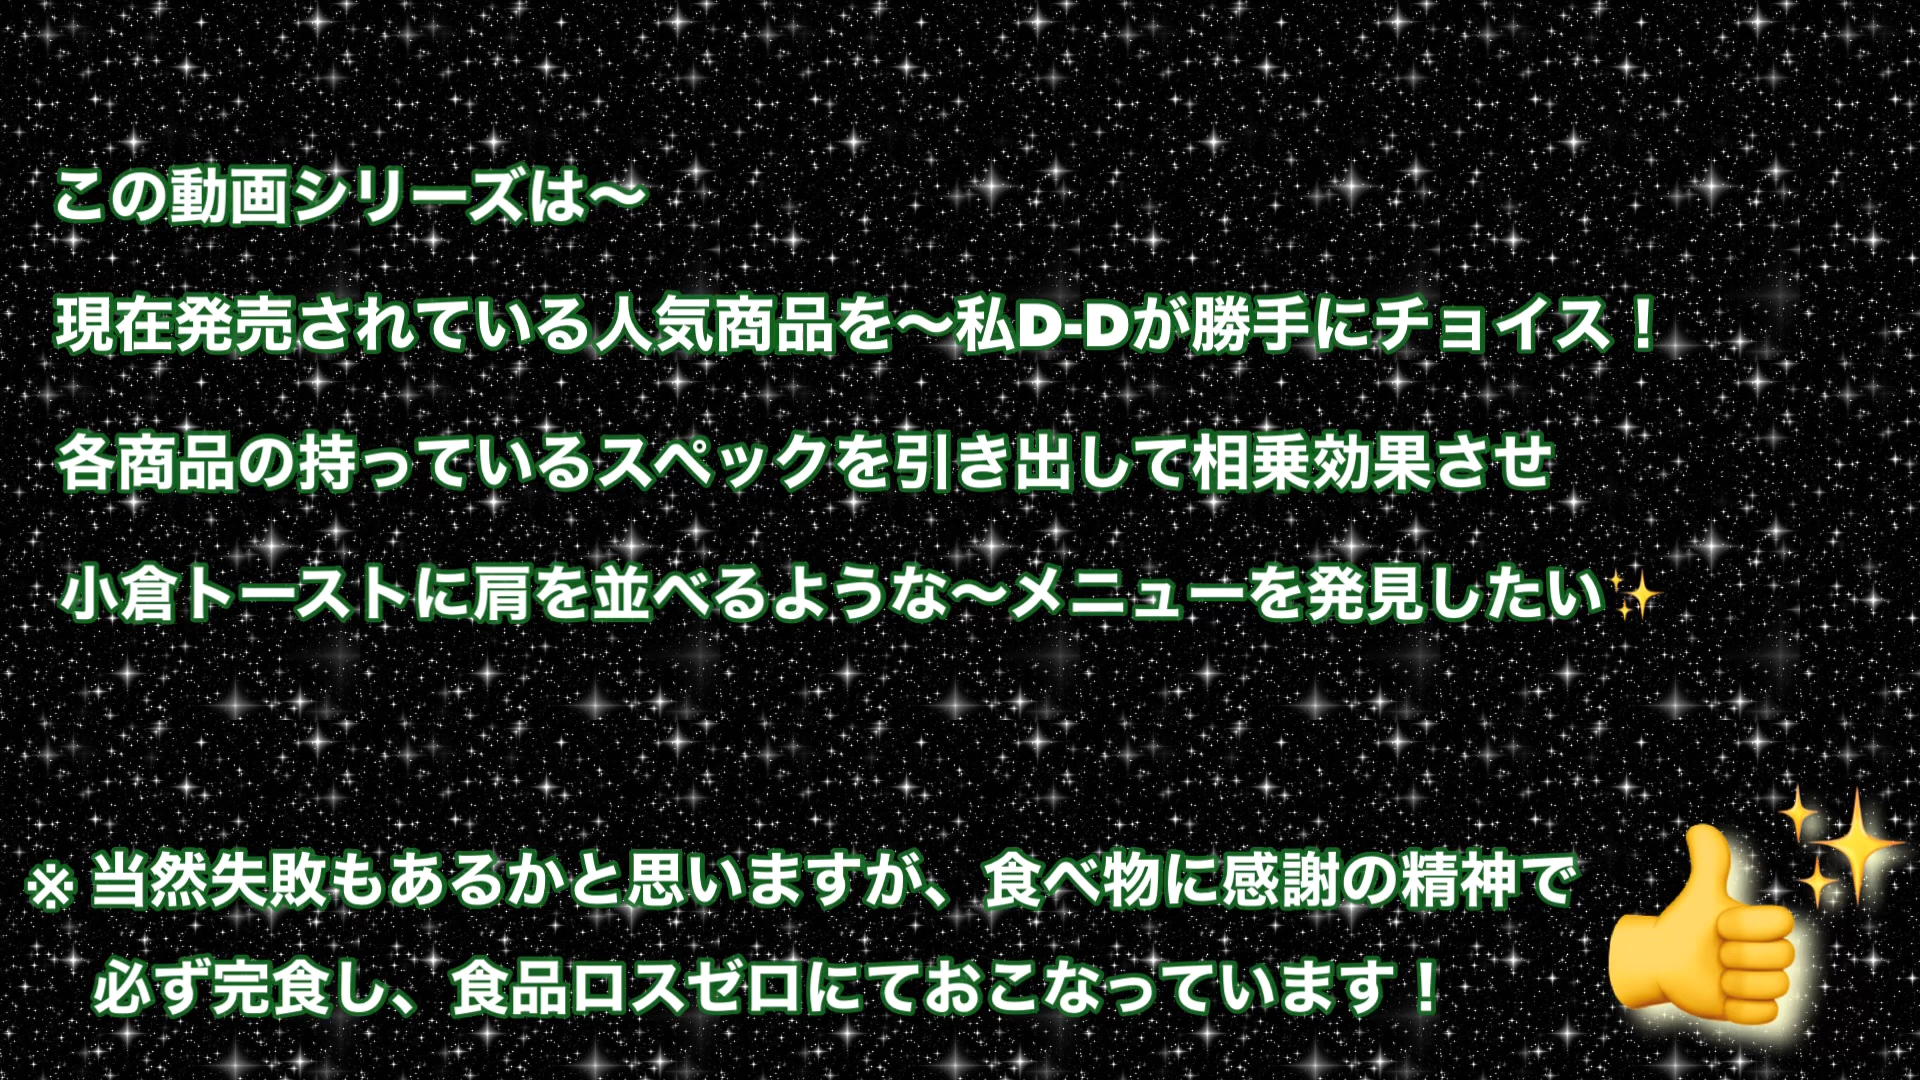 この動画シリーズは〜
現在発売されている人気商品を〜私D-Dが勝手にチョイス！
各商品の持っているスペックを引き出して相乗効果させ
小倉トーストに肩を並べるような〜メニューを発見したい✨
※ 当然失敗もあるかと思いますが、食べ物に感謝の精神で
必ず完食し、食品ロスゼロにておこなっています！